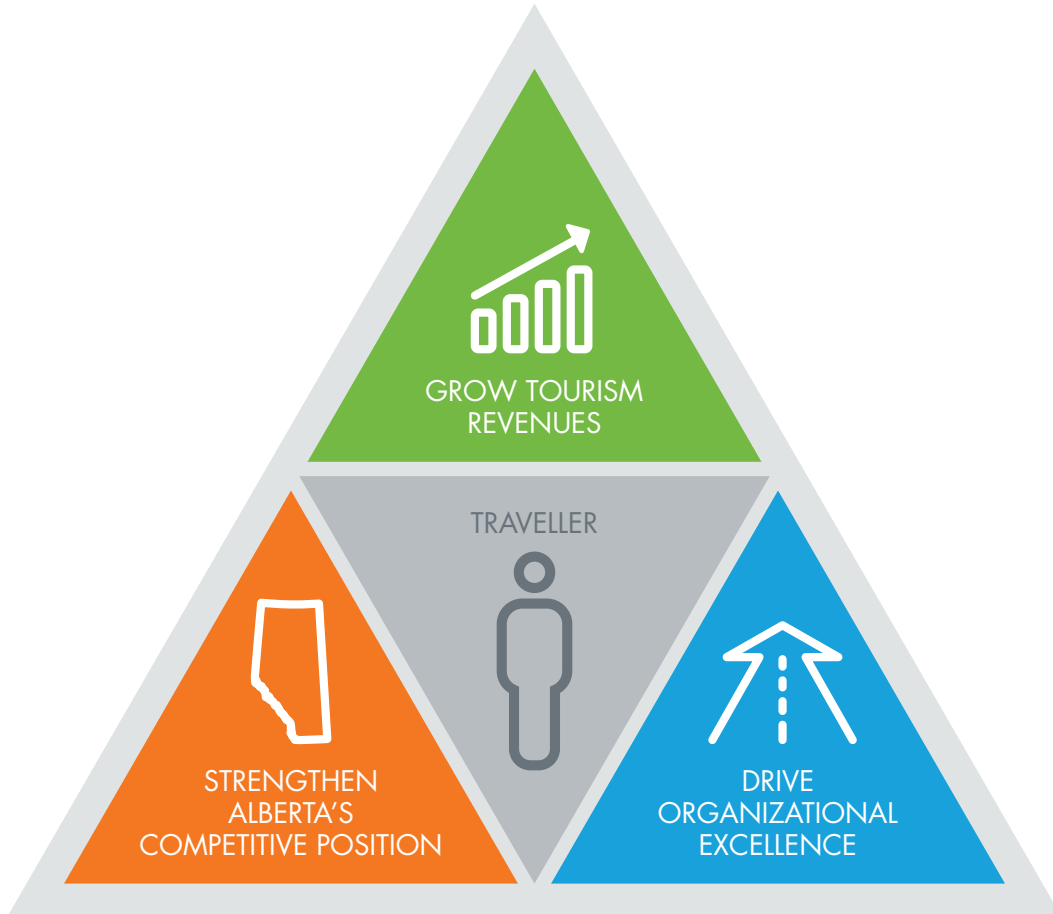 GROW TOURISM
REVENUES
TRAVELLER
STRENGTHEN
ALBERTA'S
COMPETITIVE POSITION
DRIVE
ORGANIZATIONAL
EXCELLENCE